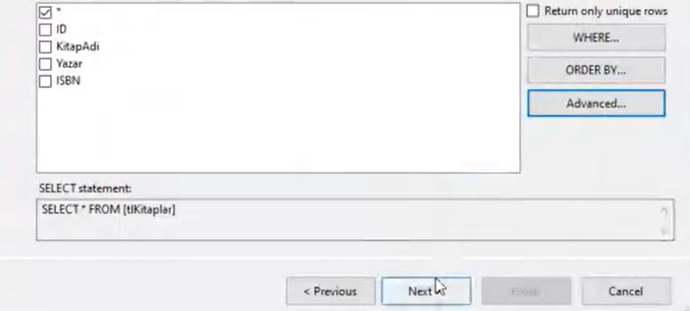 *
Return only unique rows
ID
WHERE...
KitapAdi
Yazar
ORDER BY...
ISBN
Advanced...
SELECT statement:
SELECT * FROM [tlKitaplar]
< Previous
Next
Finish
Cancel